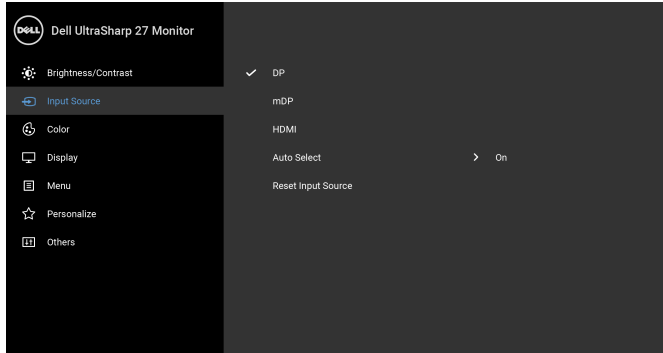 DELL
Dell UltraSharp 27 Monitor
Brightness/Contrast
Input Source
Color
Display
Menu
Personalize
Others
DP
mDP
HDMI
Auto Select On
Reset Input Source